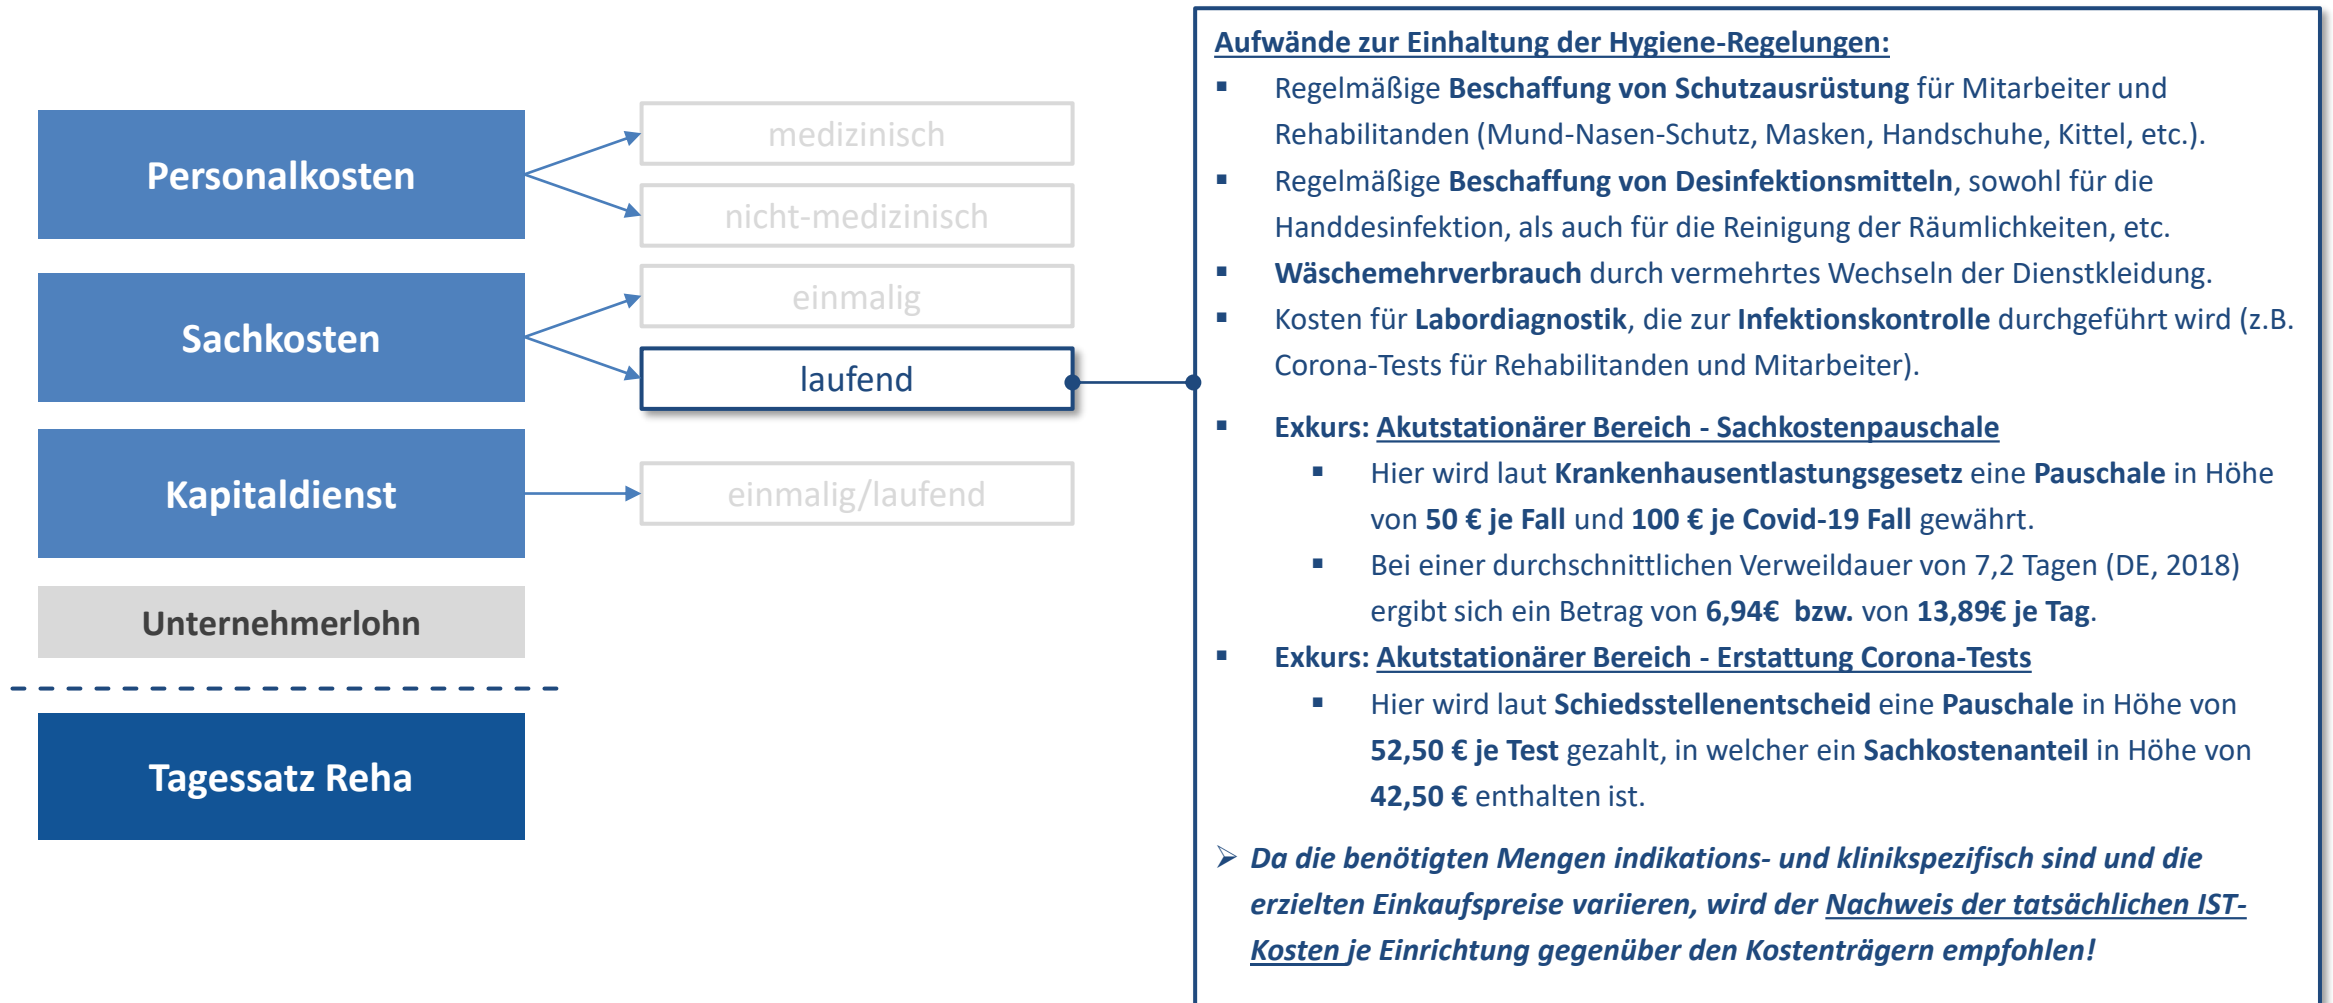 Personalkosten
medizinisch
nicht-medizinisch
Sachkosten
einmalig
laufend
Kapitaldienst
einmalig/laufend
Unternehmerlohn
Tagessatz Reha
Aufwände zur Einhaltung der Hygiene-Regelungen:
▪ Regelmäßige Beschaffung von Schutzausrüstung für Mitarbeiter und
Rehabilitanden (Mund-Nasen-Schutz, Masken, Handschuhe, Kittel, etc.).
▪ Regelmäßige Beschaffung von Desinfektionsmitteln, sowohl für die
Handdesinfektion, als auch für die Reinigung der Räumlichkeiten, etc.
▪ Wäschemehrverbrauch durch vermehrtes Wechseln der Dienstkleidung.
▪ Kosten für Labordiagnostik, die zur Infektionskontrolle durchgeführt wird (z.B.
Corona-Tests für Rehabilitanden und Mitarbeiter).
▪ Exkurs: Akutstationärer Bereich - Sachkostenpauschale
▪ Hier wird laut Krankenhausentlastungsgesetz eine Pauschale in Höhe
von 50 € je Fall und 100 € je Covid-19 Fall gewährt.
▪ Bei einer durchschnittlichen Verweildauer von 7,2 Tagen (DE, 2018)
ergibt sich ein Betrag von 6,94€ bzw. von 13,89€ je Tag.
▪ Exkurs: Akutstationärer Bereich - Erstattung Corona-Tests
▪ Hier wird laut Schiedsstellenentscheid eine Pauschale in Höhe von
52,50 € je Test gezahlt, in welcher ein Sachkostenanteil in Höhe von
42,50 € enthalten ist.
➢ Da die benötigten Mengen indikations- und klinikspezifisch sind und die
erzielten Einkaufspreise variieren, wird der Nachweis der tatsächlichen IST-
Kosten je Einrichtung gegenüber den Kostenträgern empfohlen!